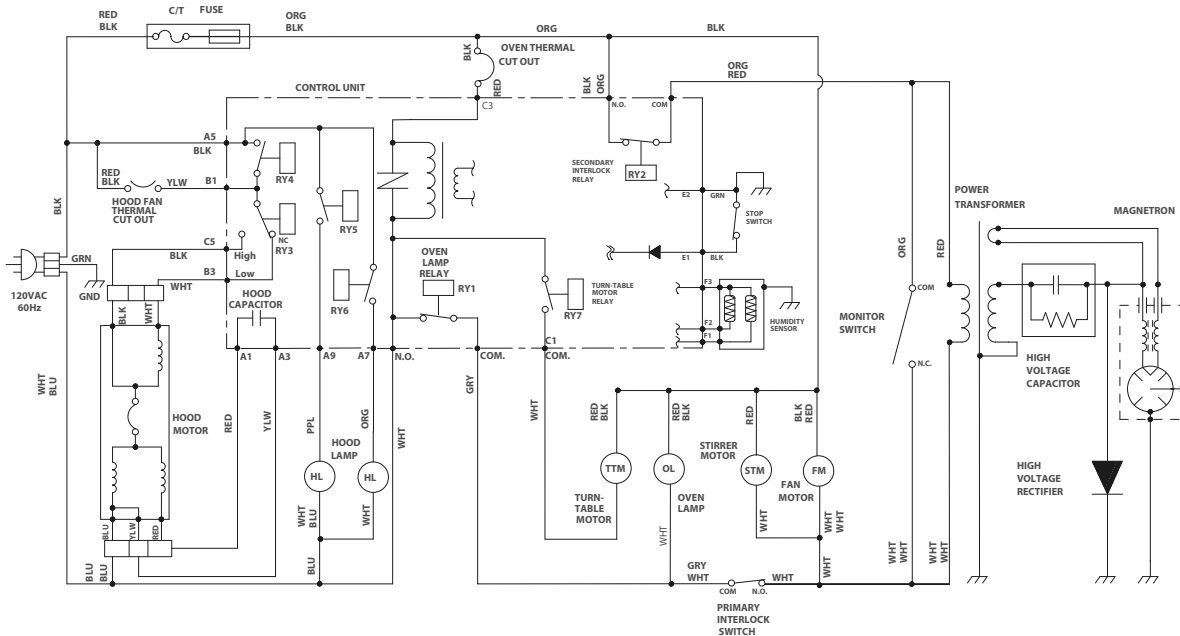 C/T
FUSE
RED
BLK
ORG
BLK
ORG
BLK
OVEN THERMAL
CUT OUT
BLK
RED
BLK
ORG
ORG
RED
CONTROL UNIT
C3
N.O.
COM
A5
BLK
RY4
RED
BLK
YLW
B1
HOOD FAN
THERMAL
CUT OUT
BLK
SECONDARY
INTERLOCK
RELAY
RY2
E2
GRN
STOP
SWITCH
POWER
TRANSFORMER
MAGNETRON
RY5
C5
NC
RY3
BLK
High
GRN
B3
Low
WHT
GND
120VAC
60Hz
OVEN
LAMP
RELAY
RY1
E1
BLK
ORG
RED
HOOD
CAPACITOR
RY6
TURN-TABLE
MOTOR
RELAY
RY7
F3
F2
F1
HUMIDITY
SENSOR
COM
MONITOR
SWITCH
N.C.
HIGH
VOLTAGE
CAPACITOR
BLK
WHT
A1
A3
A9
A7
N.O.
COM.
C1
COM.
WHT
BLU
HOOD
MOTOR
RED
YLW
PPL
ORG
WHT
GRY
WHT
HOOD
LAMP
HL
HL
RED
BLK
RED
BLK
RED
BLK
RED
STIRRER
MOTOR
TTM
OL
STM
FM
TURN-
TABLE
MOTOR
OVEN
LAMP
FAN
MOTOR
HIGH
VOLTAGE
RECTIFIER
WHT
BLU
WHT
BLU
YLW
RED
WHT
WHT
WHT
WHT
WHT
WHT
WHT
WHT
BLU
BLU
BLU
GRY
WHT
WHT
WHT
COM
N.O.
PRIMARY
INTERLOCK
SWITCH